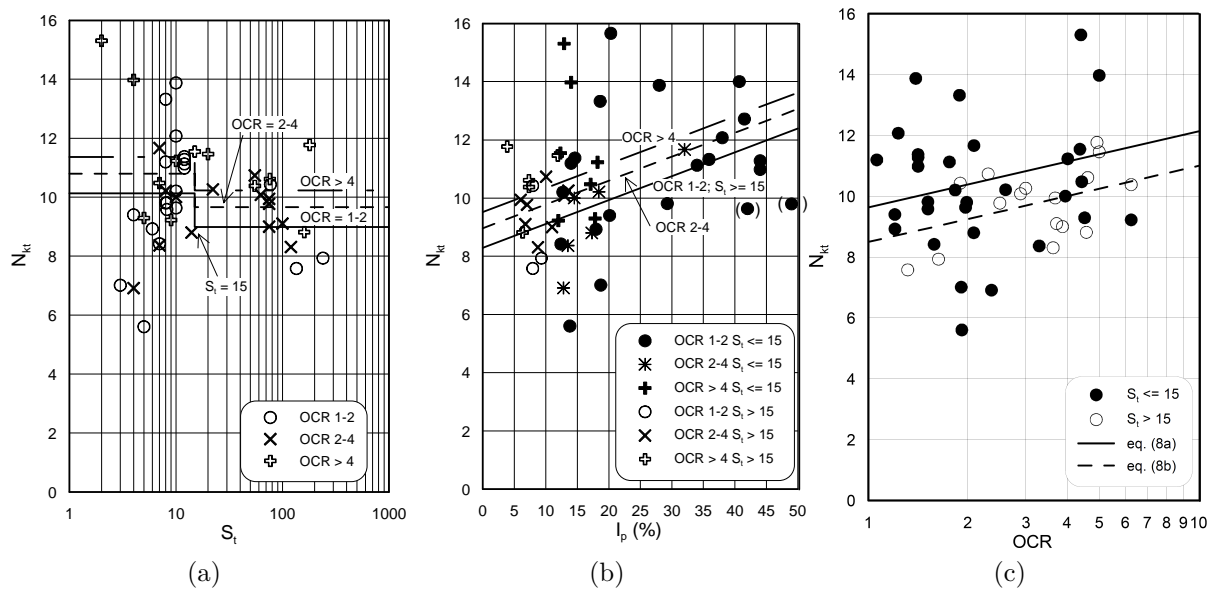 16
14
12
10
8
6
4
2
0
N_kt
OCR = 2-4
OCR > 4
OCR = 1-2
S_t = 15
OCR 1-2
OCR 2-4
OCR > 4
1 10 100 1000
S_t
(a)
16
14
12
10
8
6
4
2
0
N_kt
OCR > 4
OCR 1-2; S_t >= 15
OCR 2-4
( ) ( )
OCR 1-2 S_t <= 15
OCR 2-4 S_t <= 15
OCR > 4 S_t <= 15
OCR 1-2 S_t > 15
OCR 2-4 S_t > 15
OCR > 4 S_t > 15
0 5 10 15 20 25 30 35 40 45 50
I_p (%)
(b)
16
14
12
10
8
6
4
2
0
N_kt
S_t <= 15
S_t > 15
eq. (8a)
eq. (8b)
1 2 3 4 5 6 7 8 9 10
OCR
(c)